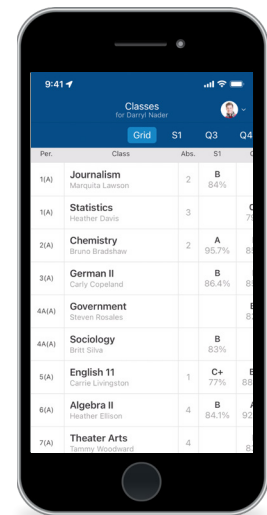 9:41
Classes
for Darryl Nader
Grid S1 Q3 Q4
Per. Class Abs. S1
1(A) Journalism 2 B
Marquita Lawson 84%
1(A) Statistics 3
Heather Davis
2(A) Chemistry 2 A
Bruno Bradshaw 95.7%
3(A) German II B
Carly Copeland 86.4%
4A(A) Government
Steven Rosales
4A(A) Sociology B
Britt Silva 83%
5(A) English 11 1 C+
Carrie Livingston 77%
6(A) Algebra II 4 B
Heather Ellison 84.1%
7(A) Theater Arts 4
Tammy Woodward